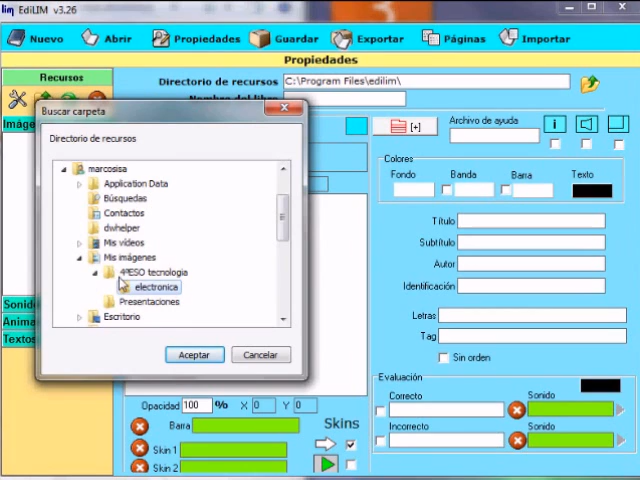 lim EdiLIM v3.26
Nuevo Abrir Propiedades Guardar Exportar Páginas Importar
Propiedades
Recursos
Directorio de recursos C:\Program Files\edilim\
Nombre del libro
Buscar carpeta
Directorio de recursos
marcosisa
Application Data
Búsquedas
Contactos
dwhelper
Mis vídeos
Mis imágenes
4ºESO tecnologia
electronica
Presentaciones
Escritorio
Aceptar Cancelar
[+] Archivo de ayuda i
Colores
Fondo Banda Barra Texto
Título
Subtítulo
Autor
Identificación
Letras
Tag
Sin orden
Evaluación
Correcto Sonido
Incorrecto Sonido
Opacidad 100 % X 0 Y 0
Barra Skins
Skin 1
Skin 2